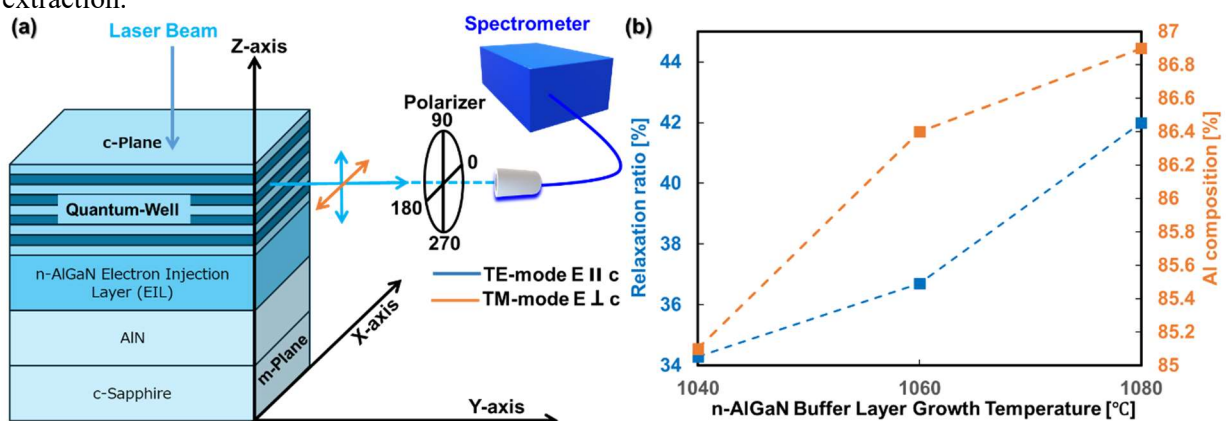 extraction.
(a)
Laser Beam
Z-axis
Spectrometer
Polarizer
90
0
180
270
c-Plane
Quantum-Well
n-AlGaN Electron Injection
Layer (EIL)
AlN
c-Sapphire
m-Plane
X-axis
Y-axis
TE-mode E II c
TM-mode E ⊥ c
(b)
Relaxation ratio [%]
44
42
40
38
36
34
1040
1060
1080
n-AlGaN Buffer Layer Growth Temperature [℃]
87
86.8
86.6
86.4
86.2
86
85.8
85.6
85.4
85.2
85
Al composition [%]